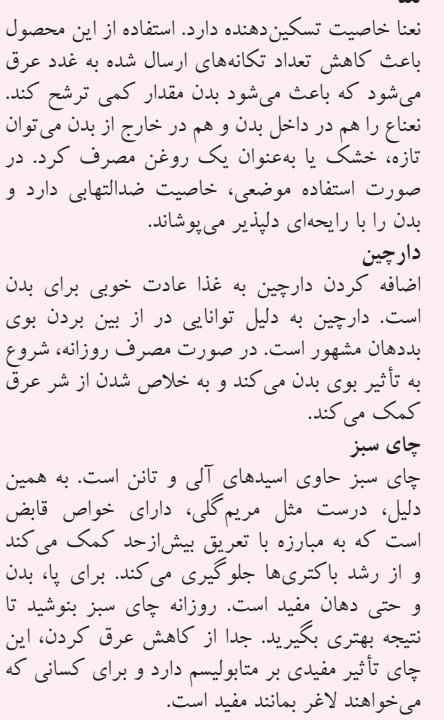 نعنا خاصیت تسکین‌دهنده دارد. استفاده از این محصول
باعث کاهش تعداد تکانه‌های ارسال شده به غدد عرق
می‌شود که باعث می‌شود بدن مقدار کمی ترشح کند.
نعناع را هم در داخل بدن و هم در خارج از بدن می‌توان
تازه، خشک یا به‌عنوان یک روغن مصرف کرد. در
صورت استفاده موضعی، خاصیت ضدالتهابی دارد و
بدن را با رایحه‌ای دلپذیر می‌پوشاند.
دارچین
اضافه کردن دارچین به غذا عادت خوبی برای بدن
است. دارچین به دلیل توانایی در از بین بردن بوی
بددهان مشهور است. در صورت مصرف روزانه، شروع
به تأثیر بوی بدن می‌کند و به خلاص شدن از شر عرق
کمک می‌کند.
چای سبز
چای سبز حاوی اسیدهای آلی و تانن است. به همین
دلیل، درست مثل مریم‌گلی، دارای خواص قابض
است که به مبارزه با تعریق بیش‌ازحد کمک می‌کند
و از رشد باکتری‌ها جلوگیری می‌کند. برای پا، بدن
و حتی دهان مفید است. روزانه چای سبز بنوشید تا
نتیجه بهتری بگیرید. جدا از کاهش عرق کردن، این
چای تأثیر مفیدی بر متابولیسم دارد و برای کسانی که
می‌خواهند لاغر بمانند مفید است.